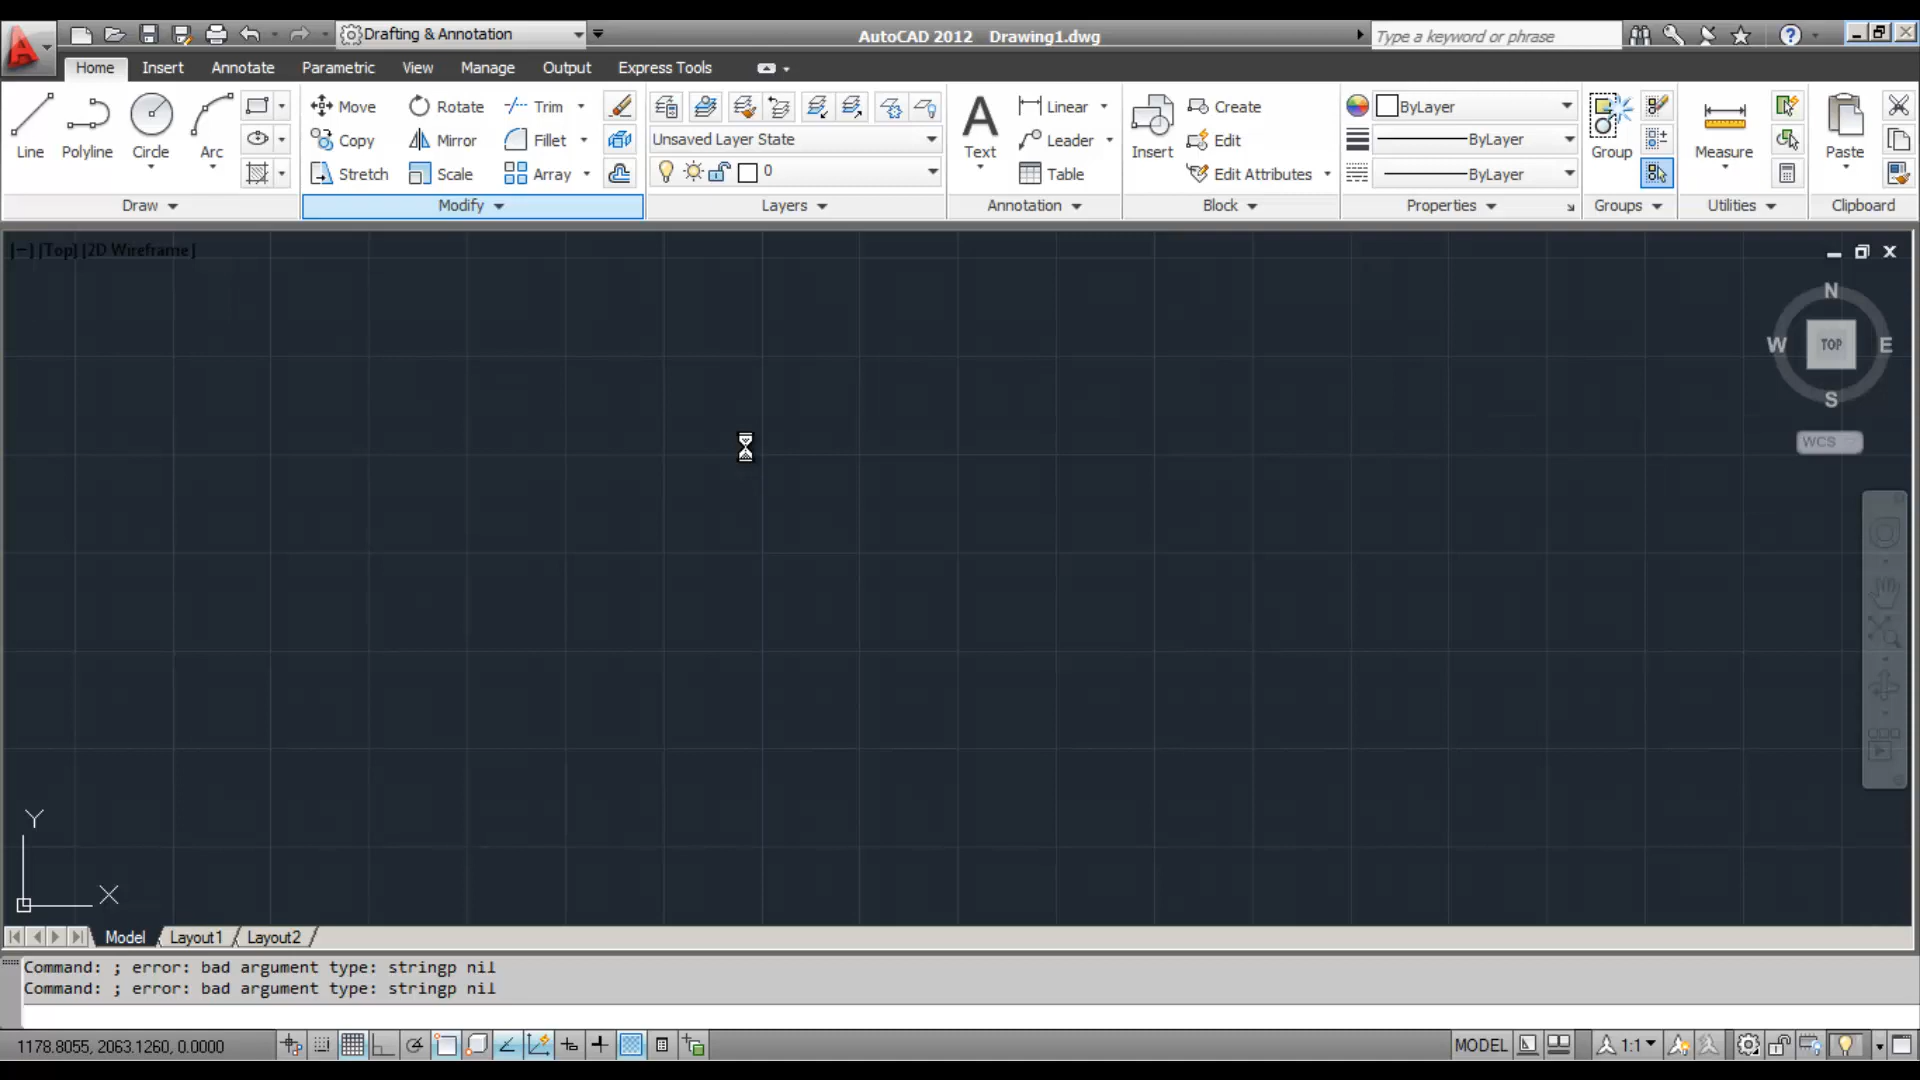 Drafting & Annotation
AutoCAD 2012 Drawing1.dwg
Type a keyword or phrase
Home Insert Annotate Parametric View Manage Output Express Tools
Line Polyline Circle Arc
Move Rotate Trim
Copy Mirror Fillet
Stretch Scale Array
Unsaved Layer State
0
A
Text
Linear
Leader
Table
Insert
Create
Edit
Edit Attributes
ByLayer
ByLayer
ByLayer
Group
Measure
Paste
Draw Modify Layers Annotation Block Properties Groups Utilities Clipboard
[−] [Top] [2D Wireframe]
N
W TOP E
S
WCS
Y
X
Model Layout1 Layout2
Command: ; error: bad argument type: stringp nil
Command: ; error: bad argument type: stringp nil
1178.8055, 2063.1260, 0.0000
MODEL 1:1